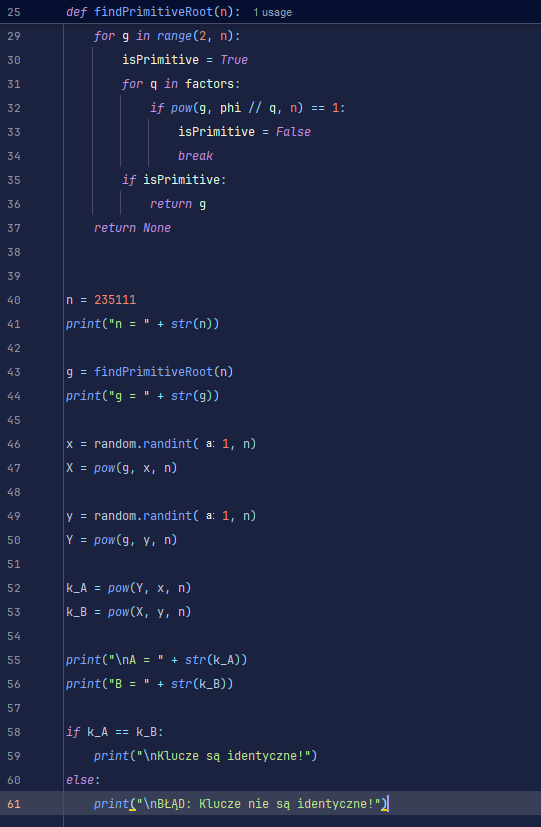 25 def findPrimitiveRoot(n): 1 usage
29 for g in range(2, n):
30 isPrimitive = True
31 for q in factors:
32 if pow(g, phi // q, n) == 1:
33 isPrimitive = False
34 break
35 if isPrimitive:
36 return g
37 return None
38
39
40 n = 235111
41 print("n = " + str(n))
42
43 g = findPrimitiveRoot(n)
44 print("g = " + str(g))
45
46 x = random.randint( a: 1, n)
47 X = pow(g, x, n)
48
49 y = random.randint( a: 1, n)
50 Y = pow(g, y, n)
51
52 k_A = pow(Y, x, n)
53 k_B = pow(X, y, n)
54
55 print("\nA = " + str(k_A))
56 print("B = " + str(k_B))
57
58 if k_A == k_B:
59 print("\nKlucze są identyczne!")
60 else:
61 print("\nBŁĄD: Klucze nie są identyczne!")